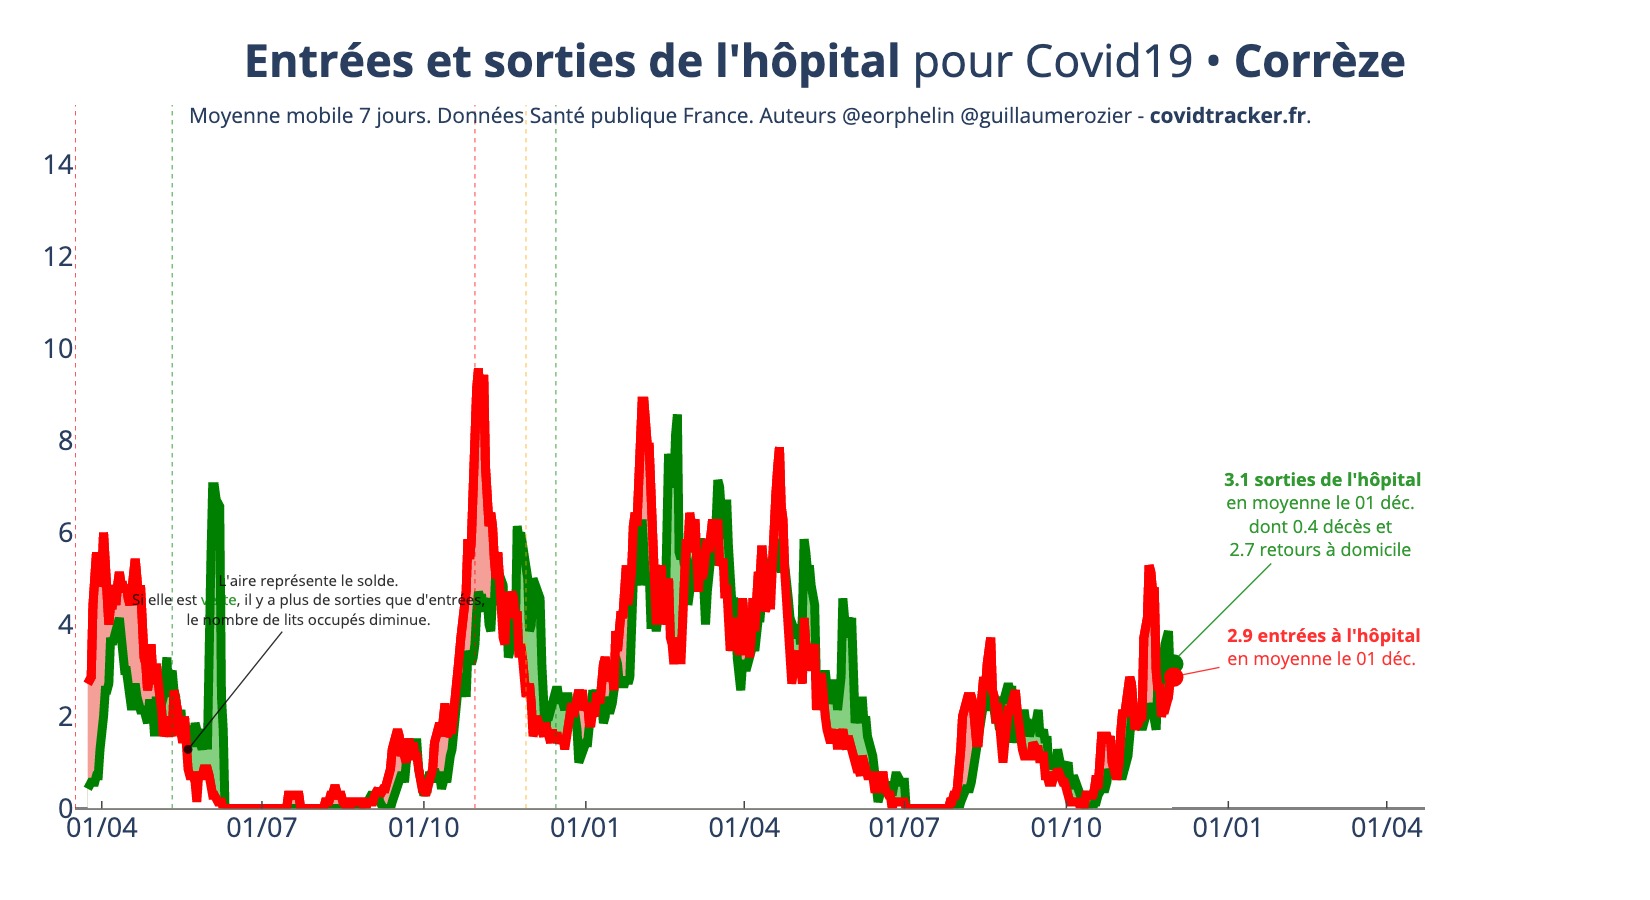 Entrées et sorties de l'hôpital pour Covid19 • Corrèze
Moyenne mobile 7 jours. Données Santé publique France. Auteurs @eorphelin @guillaumerozier - covidtracker.fr.
14
12
10
8
6
4
2
0
L'aire représente le solde.
Si elle est verte, il y a plus de sorties que d'entrées,
le nombre de lits occupés diminue.
3.1 sorties de l'hôpital
en moyenne le 01 déc.
dont 0.4 décès et
2.7 retours à domicile
2.9 entrées à l'hôpital
en moyenne le 01 déc.
01/04 01/07 01/10 01/01 01/04 01/07 01/10 01/01 01/04